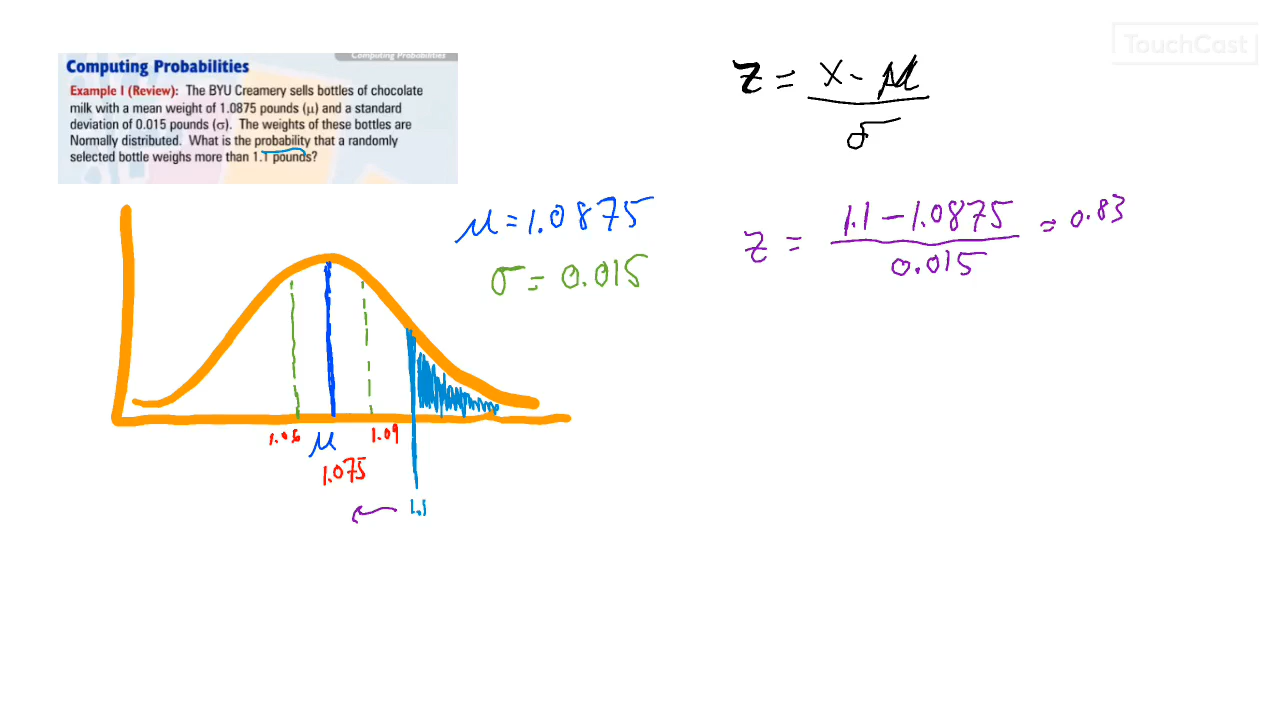 TouchCast
Computing Probabilities
Computing Probabilities
Example 1 (Review): The BYU Creamery sells bottles of chocolate
milk with a mean weight of 1.0875 pounds (μ) and a standard
deviation of 0.015 pounds (σ). The weights of these bottles are
Normally distributed. What is the probability that a randomly
selected bottle weighs more than 1.1 pounds?
z = x - μ
σ
μ = 1.0875
σ = 0.015
z = 1.1 - 1.0875 = 0.83
0.015
1.06 μ 1.09
1.075
1.1